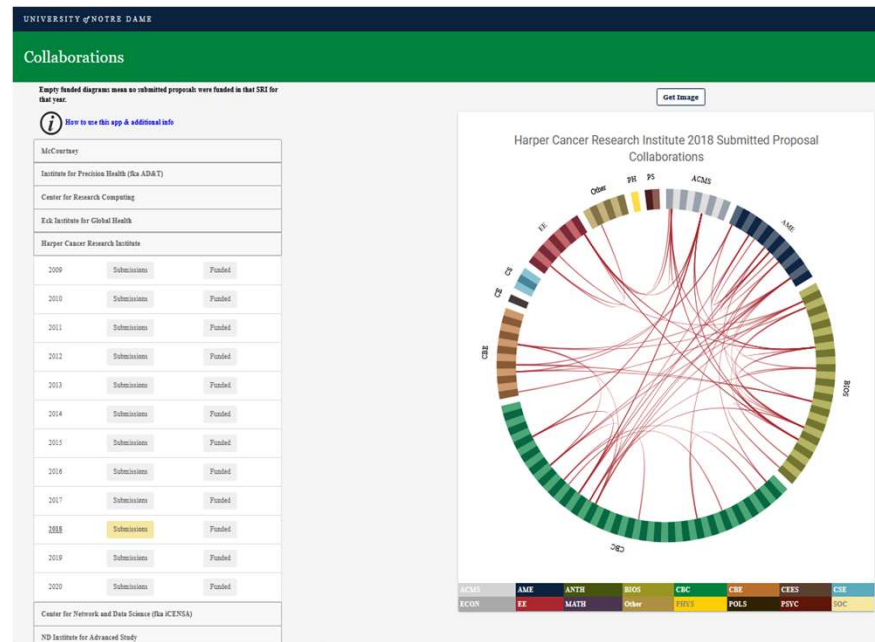 UNIVERSITY of NOTRE DAME
Collaborations
Empty funded diagrams mean no submitted proposals were funded in that SRI for
that year.
i
How to use this app & additional info
McCourtney
Institute for Precision Health (fka AD&T)
Center for Research Computing
Eck Institute for Global Health
Harper Cancer Research Institute
2009 Submissions Funded
2010 Submissions Funded
2011 Submissions Funded
2012 Submissions Funded
2013 Submissions Funded
2014 Submissions Funded
2015 Submissions Funded
2016 Submissions Funded
2017 Submissions Funded
2018 Submissions Funded
2019 Submissions Funded
2020 Submissions Funded
Center for Network and Data Science (fka iCENSA)
ND Institute for Advanced Study
Get Image
Harper Cancer Research Institute 2018 Submitted Proposal
Collaborations
ACMS
AME
BIOS
CBC
CBE
CE
CS
EE
Other
PH
PS
ACMS AME ANTH BIOS CBC CBE CEES CSE
ECON EE MATH Other PHYS POLS PSYC SOC